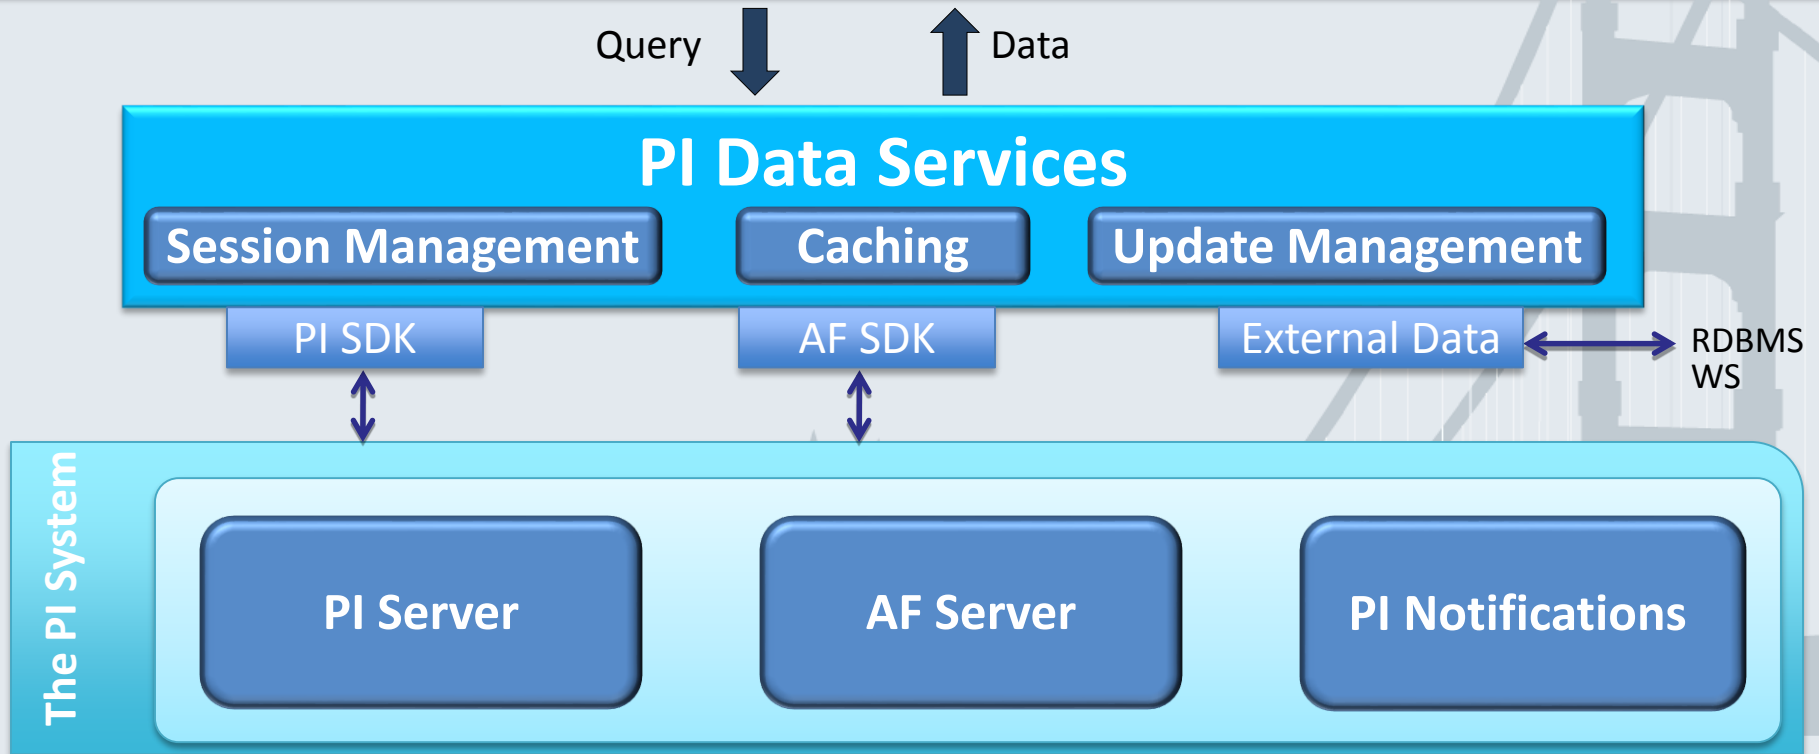 Query
Data
PI Data Services
Session Management
Caching
Update Management
PI SDK
AF SDK
External Data
RDBMS
WS
The PI System
PI Server
AF Server
PI Notifications